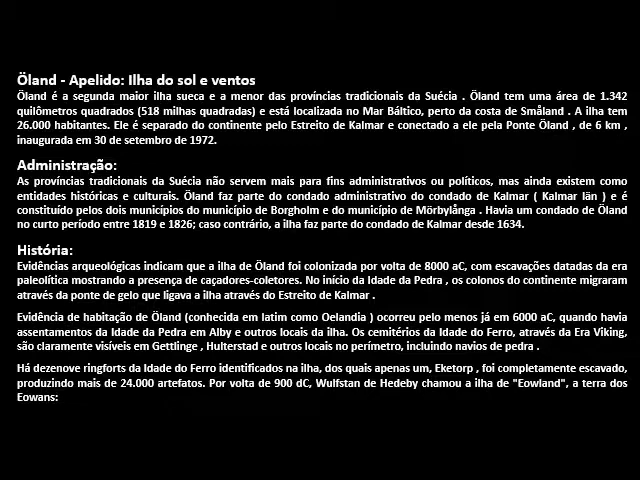 Öland - Apelido: Ilha do sol e ventos
Öland é a segunda maior ilha sueca e a menor das províncias tradicionais da Suécia . Öland tem uma área de 1.342
quilômetros quadrados (518 milhas quadradas) e está localizada no Mar Báltico, perto da costa de Småland . A ilha tem
26.000 habitantes. Ele é separado do continente pelo Estreito de Kalmar e conectado a ele pela Ponte Öland , de 6 km ,
inaugurada em 30 de setembro de 1972.
Administração:
As províncias tradicionais da Suécia não servem mais para fins administrativos ou políticos, mas ainda existem como
entidades históricas e culturais. Öland faz parte do condado administrativo do condado de Kalmar ( Kalmar län ) e é
constituído pelos dois municípios do município de Borgholm e do município de Mörbylånga . Havia um condado de Öland
no curto período entre 1819 e 1826; caso contrário, a ilha faz parte do condado de Kalmar desde 1634.
História:
Evidências arqueológicas indicam que a ilha de Öland foi colonizada por volta de 8000 aC, com escavações datadas da era
paleolítica mostrando a presença de caçadores-coletores. No início da Idade da Pedra , os colonos do continente migraram
através da ponte de gelo que ligava a ilha através do Estreito de Kalmar .
Evidência de habitação de Öland (conhecida em latim como Oelandia ) ocorreu pelo menos já em 6000 aC, quando havia
assentamentos da Idade da Pedra em Alby e outros locais da ilha. Os cemitérios da Idade do Ferro, através da Era Viking,
são claramente visíveis em Gettlinge , Hulterstad e outros locais no perímetro, incluindo navios de pedra .
Há dezenove ringforts da Idade do Ferro identificados na ilha, dos quais apenas um, Eketorp , foi completamente escavado,
produzindo mais de 24.000 artefatos. Por volta de 900 dC, Wulfstan de Hedeby chamou a ilha de "Eowland", a terra dos
Eowans: